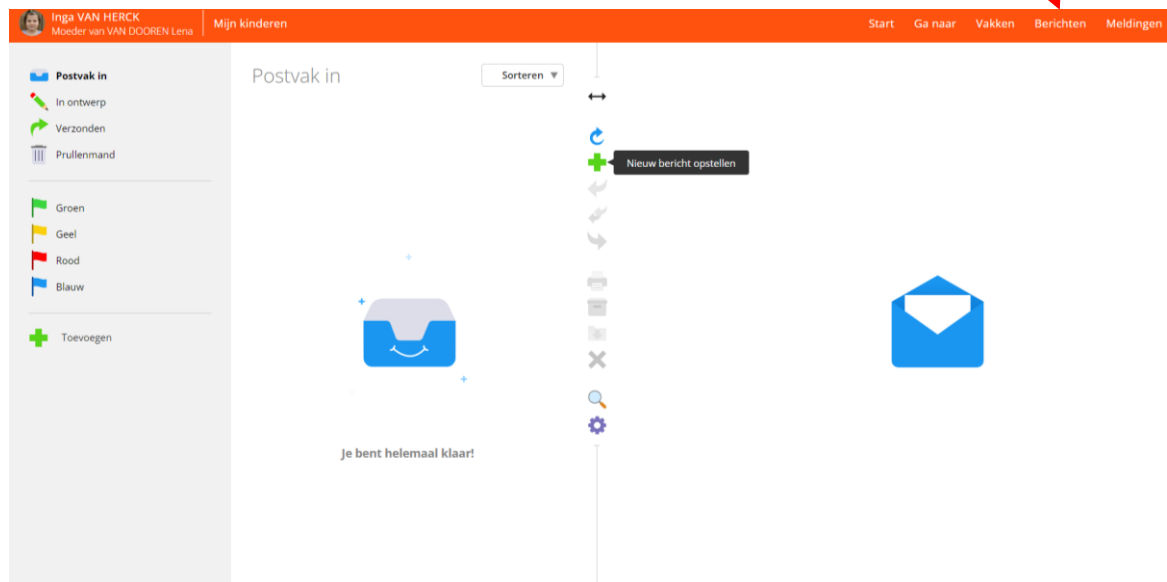 Inga VAN HERCK
Moeder van VAN DOOREN Lena
Mijn kinderen
Start
Ga naar
Vakken
Berichten
Meldingen
Postvak in
In ontwerp
Verzonden
Prullenmand
Groen
Geel
Rood
Blauw
Toevoegen
Postvak in
Sorteren
Je bent helemaal klaar!
Nieuw bericht opstellen